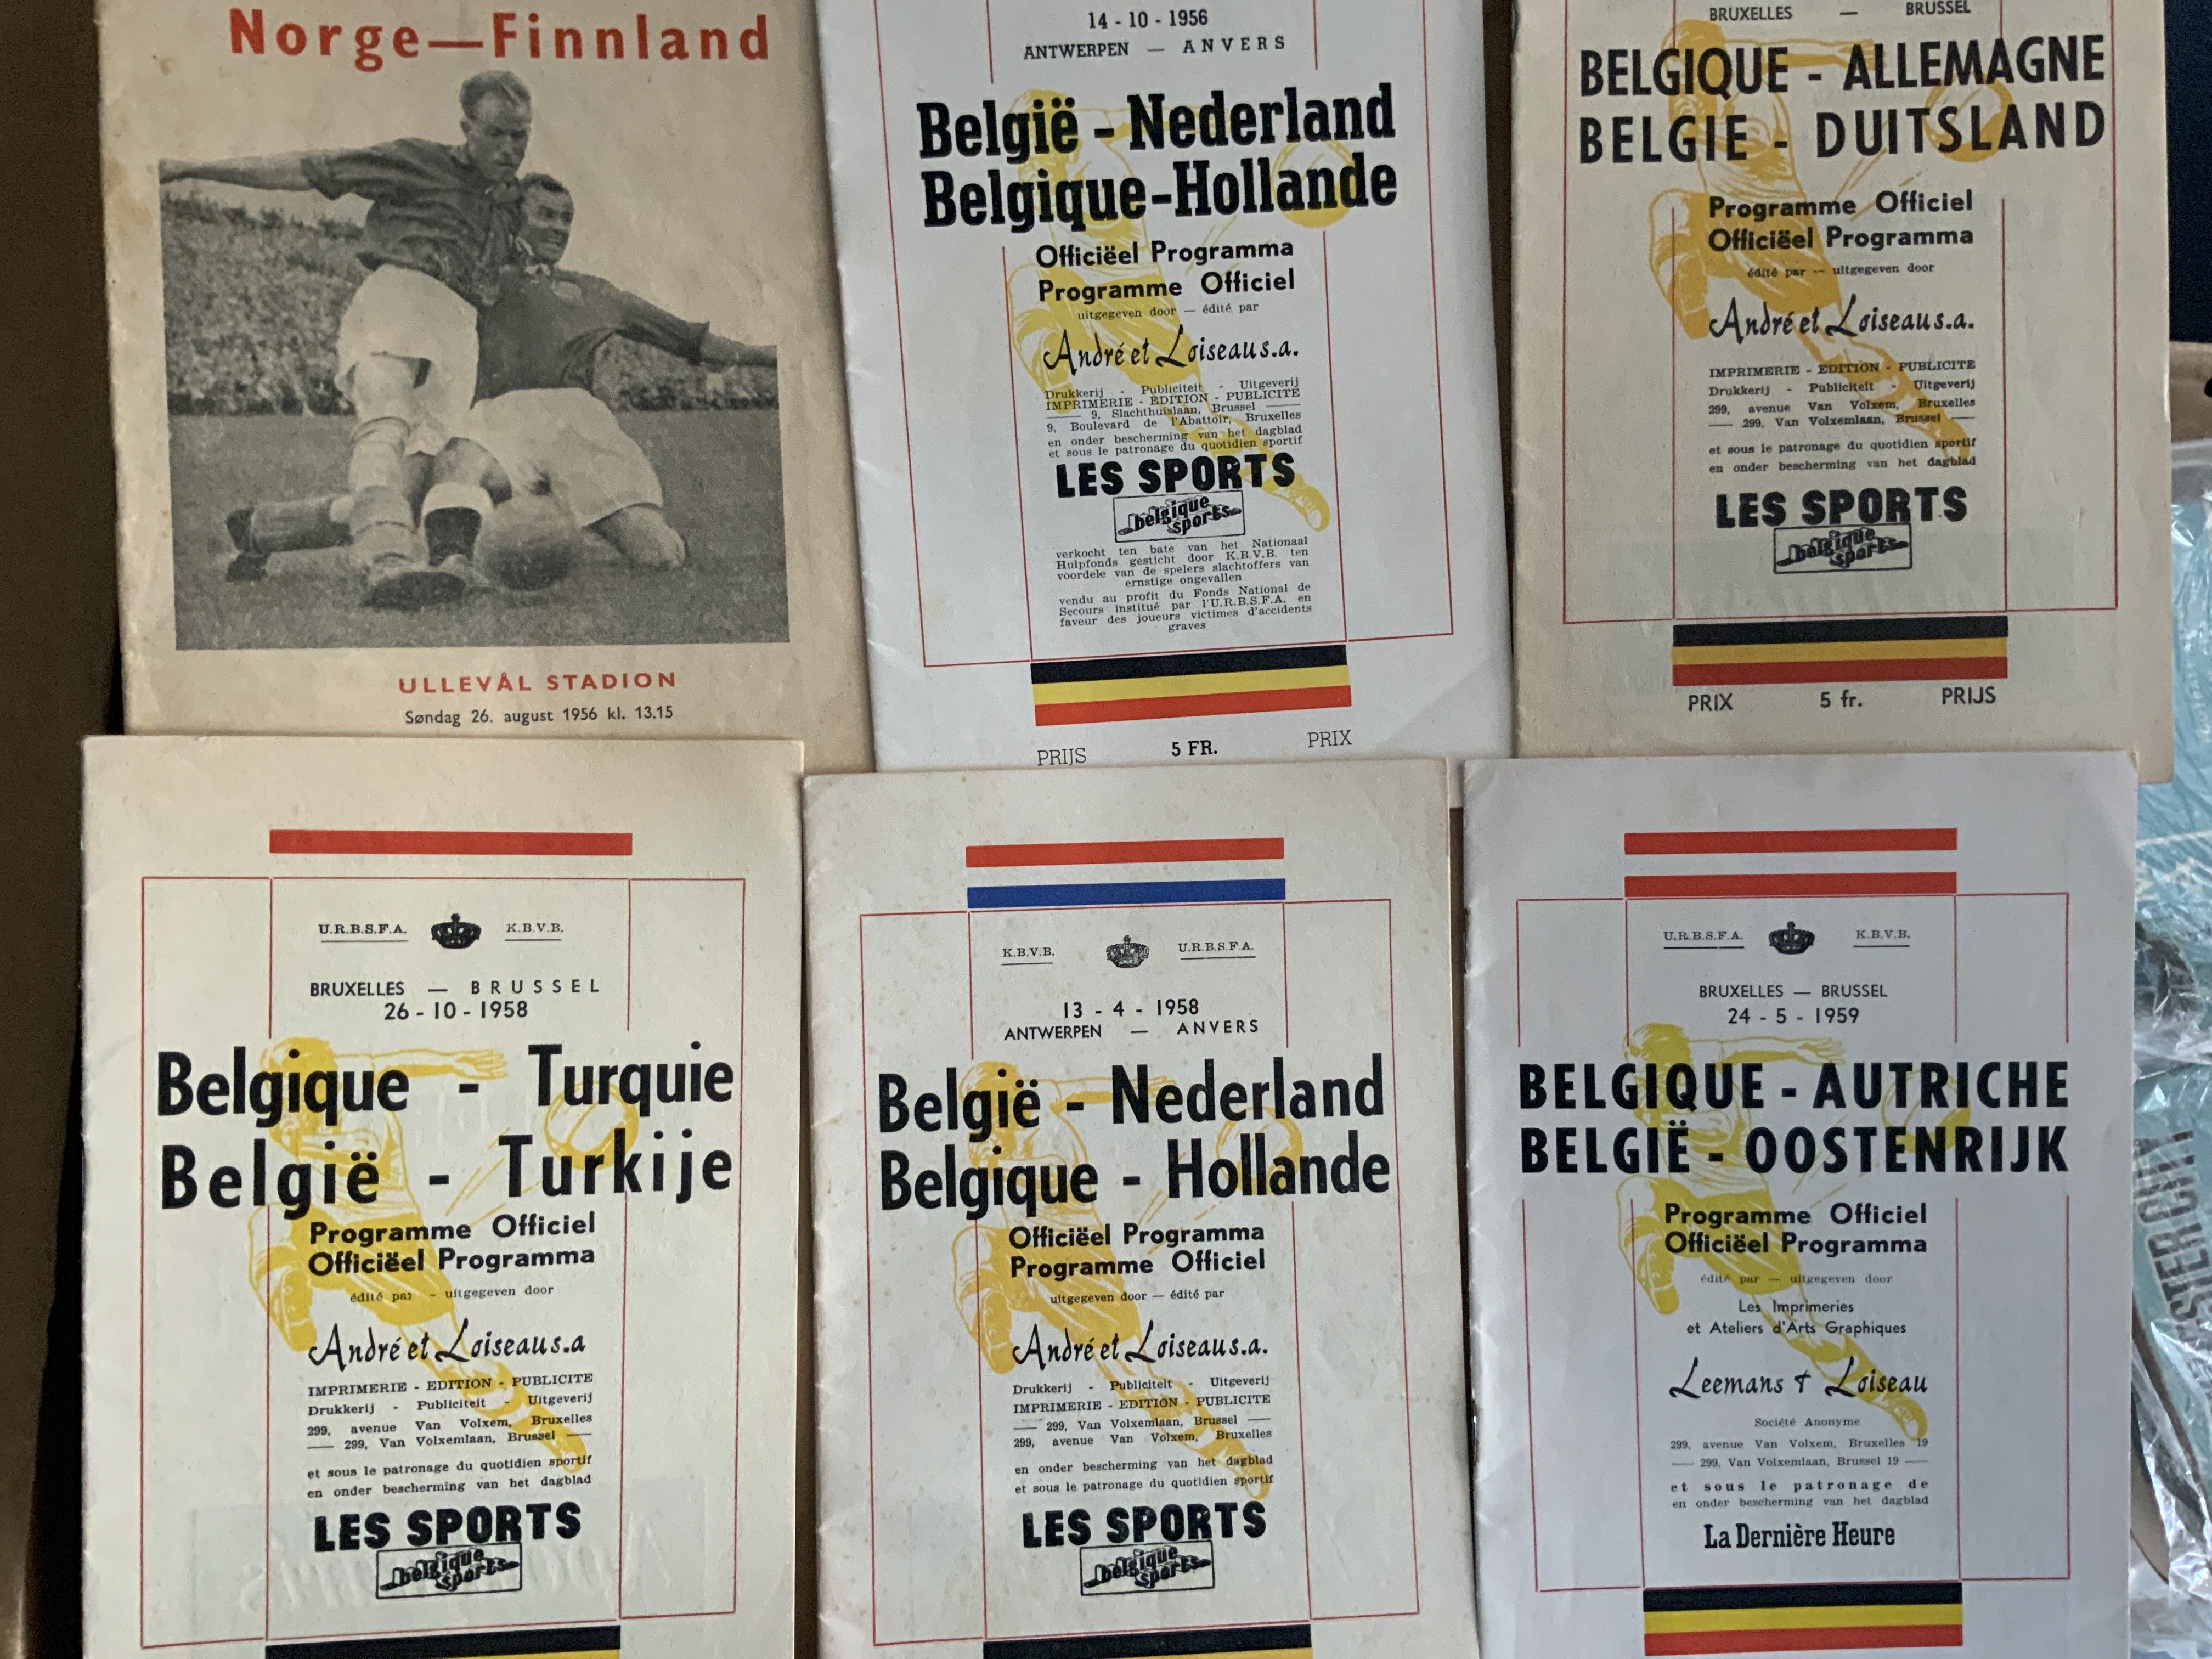 Norge—Finnland
ULLEVÅL STADION
Søndag 26. august 1956 kl. 13.15
14 - 10 - 1956
ANTWERPEN — ANVERS
België - Nederland
Belgique-Hollande
Officiëel Programma
Programme Officiel
uitgegeven door — édité par
André et Loiseau s.a.
Drukkerij - Publiciteit - Uitgeverij
IMPRIMERIE - EDITION - PUBLICITE
9, Slachthuislaan, Brussel
9, Boulevard de l'Abattoir, Bruxelles
en onder bescherming van het dagblad
et sous le patronage du quotidien sportif
LES SPORTS
belgique sports
verkocht ten bate van het Nationaal
Hulpfonds gesticht door K.B.V.B. ten
voordele van de spelers slachtoffers van
ernstige ongevallen
vendu au profit du Fonds National de
Secours institué par l'U.R.B.S.F.A. en
faveur des joueurs victimes d'accidents
graves
PRIJS 5 FR. PRIX
BRUXELLES — BRUSSEL
BELGIQUE - ALLEMAGNE
BELGIE - DUITSLAND
Programme Officiel
Officiëel Programma
édité par — uitgegeven door
André et Loiseau s.a.
IMPRIMERIE - EDITION - PUBLICITE
Drukkerij - Publiciteit - Uitgeverij
299, avenue Van Volxem, Bruxelles
— 299, Van Volxemlaan, Brussel —
et sous le patronage du quotidien sportif
en onder bescherming van het dagblad
LES SPORTS
belgique sports
PRIX 5 fr. PRIJS
U.R.B.S.F.A. K.B.V.B.
BRUXELLES — BRUSSEL
26 - 10 - 1958
Belgique - Turquie
België - Turkije
Programme Officiel
Officiëel Programma
édité par - uitgegeven door
André et Loiseau s.a
IMPRIMERIE - EDITION - PUBLICITE
Drukkerij - Publiciteit - Uitgeverij
299, avenue Van Volxem, Bruxelles
— 299, Van Volxemlaan, Brussel —
et sous le patronage du quotidien sportif
en onder bescherming van het dagblad
LES SPORTS
belgique sports
K.B.V.B. U.R.B.S.F.A.
13 - 4 - 1958
ANTWERPEN — ANVERS
België - Nederland
Belgique - Hollande
Officiëel Programma
Programme Officiel
uitgegeven door — édité par
André et Loiseau s.a.
Drukkerij - Publiciteit - Uitgeverij
IMPRIMERIE - EDITION - PUBLICITE
— 299, Van Volxemlaan, Brussel —
299, avenue Van Volxem, Bruxelles
en onder bescherming van het dagblad
et sous le patronage du quotidien sportif
LES SPORTS
belgique sports
U.R.B.S.F.A. K.B.V.B.
BRUXELLES — BRUSSEL
24 - 5 - 1959
BELGIQUE - AUTRICHE
BELGIË - OOSTENRIJK
Programme Officiel
Officiëel Programma
édité par — uitgegeven door
Les Imprimeries
et Ateliers d'Arts Graphiques
Leemans & Loiseau
Société Anonyme
299, avenue Van Volxem, Bruxelles 19
— 299, Van Volxemlaan, Brussel 19 —
et sous le patronage de
en onder bescherming van het dagblad
La Dernière Heure